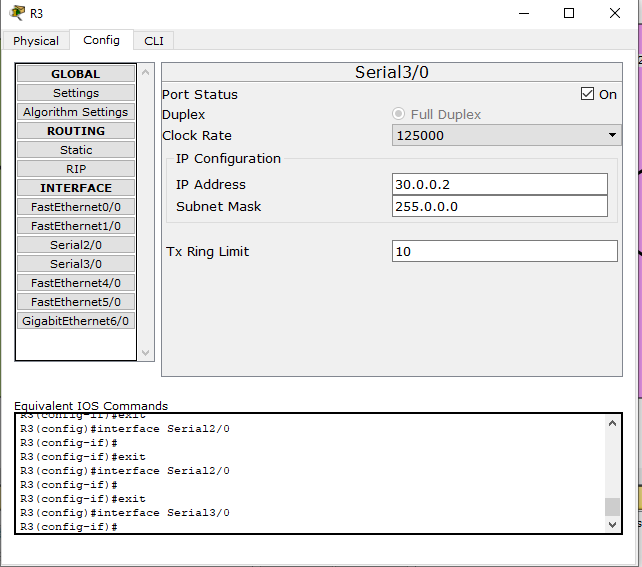 R3
Physical Config CLI
GLOBAL
Settings
Algorithm Settings
ROUTING
Static
RIP
INTERFACE
FastEthernet0/0
FastEthernet1/0
Serial2/0
Serial3/0
FastEthernet4/0
FastEthernet5/0
GigabitEthernet6/0
Serial3/0
Port Status On
Duplex Full Duplex
Clock Rate 125000
IP Configuration
IP Address 30.0.0.2
Subnet Mask 255.0.0.0
Tx Ring Limit 10
Equivalent IOS Commands
R3(config-if)#exit
R3(config)#interface Serial2/0
R3(config-if)#
R3(config-if)#exit
R3(config)#interface Serial2/0
R3(config-if)#
R3(config-if)#exit
R3(config)#interface Serial3/0
R3(config-if)#